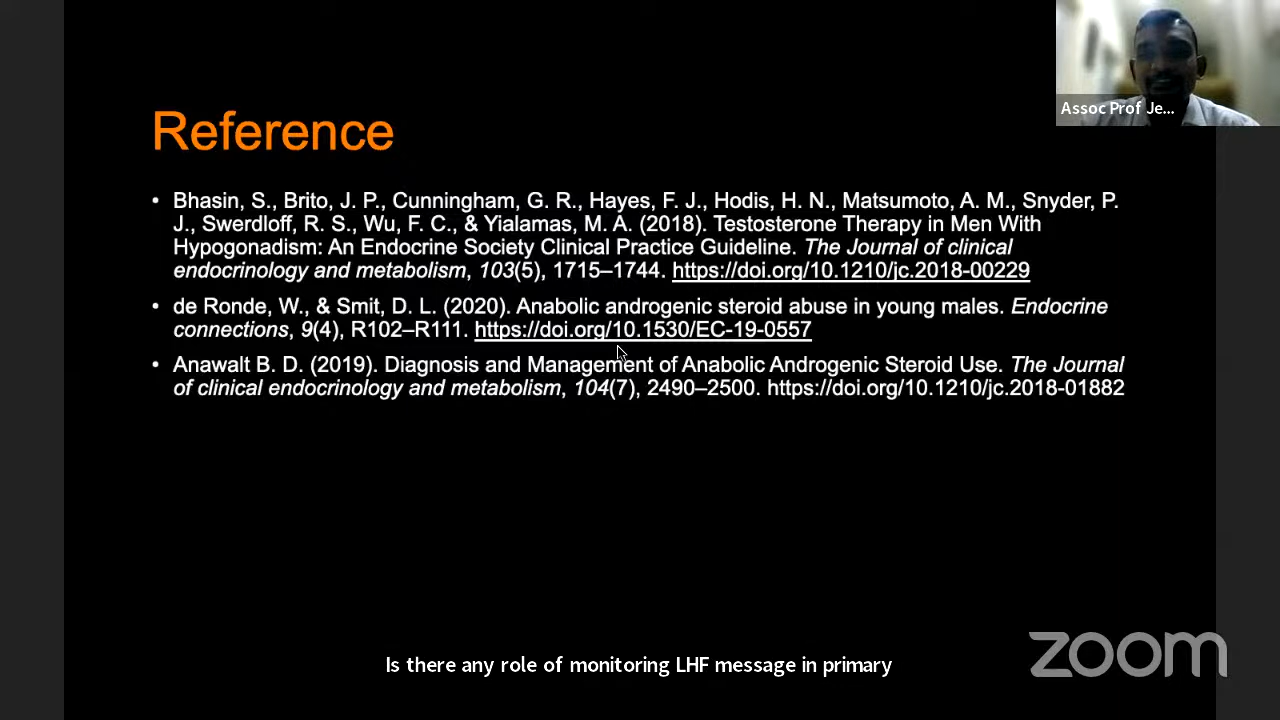 Assoc Prof Je...
Reference
• Bhasin, S., Brito, J. P., Cunningham, G. R., Hayes, F. J., Hodis, H. N., Matsumoto, A. M., Snyder, P.
J., Swerdloff, R. S., Wu, F. C., & Yialamas, M. A. (2018). Testosterone Therapy in Men With
Hypogonadism: An Endocrine Society Clinical Practice Guideline. The Journal of clinical
endocrinology and metabolism, 103(5), 1715–1744. https://doi.org/10.1210/jc.2018-00229
• de Ronde, W., & Smit, D. L. (2020). Anabolic androgenic steroid abuse in young males. Endocrine
connections, 9(4), R102–R111. https://doi.org/10.1530/EC-19-0557
• Anawalt B. D. (2019). Diagnosis and Management of Anabolic Androgenic Steroid Use. The Journal
of clinical endocrinology and metabolism, 104(7), 2490–2500. https://doi.org/10.1210/jc.2018-01882
Is there any role of monitoring LHF message in primary
zoom